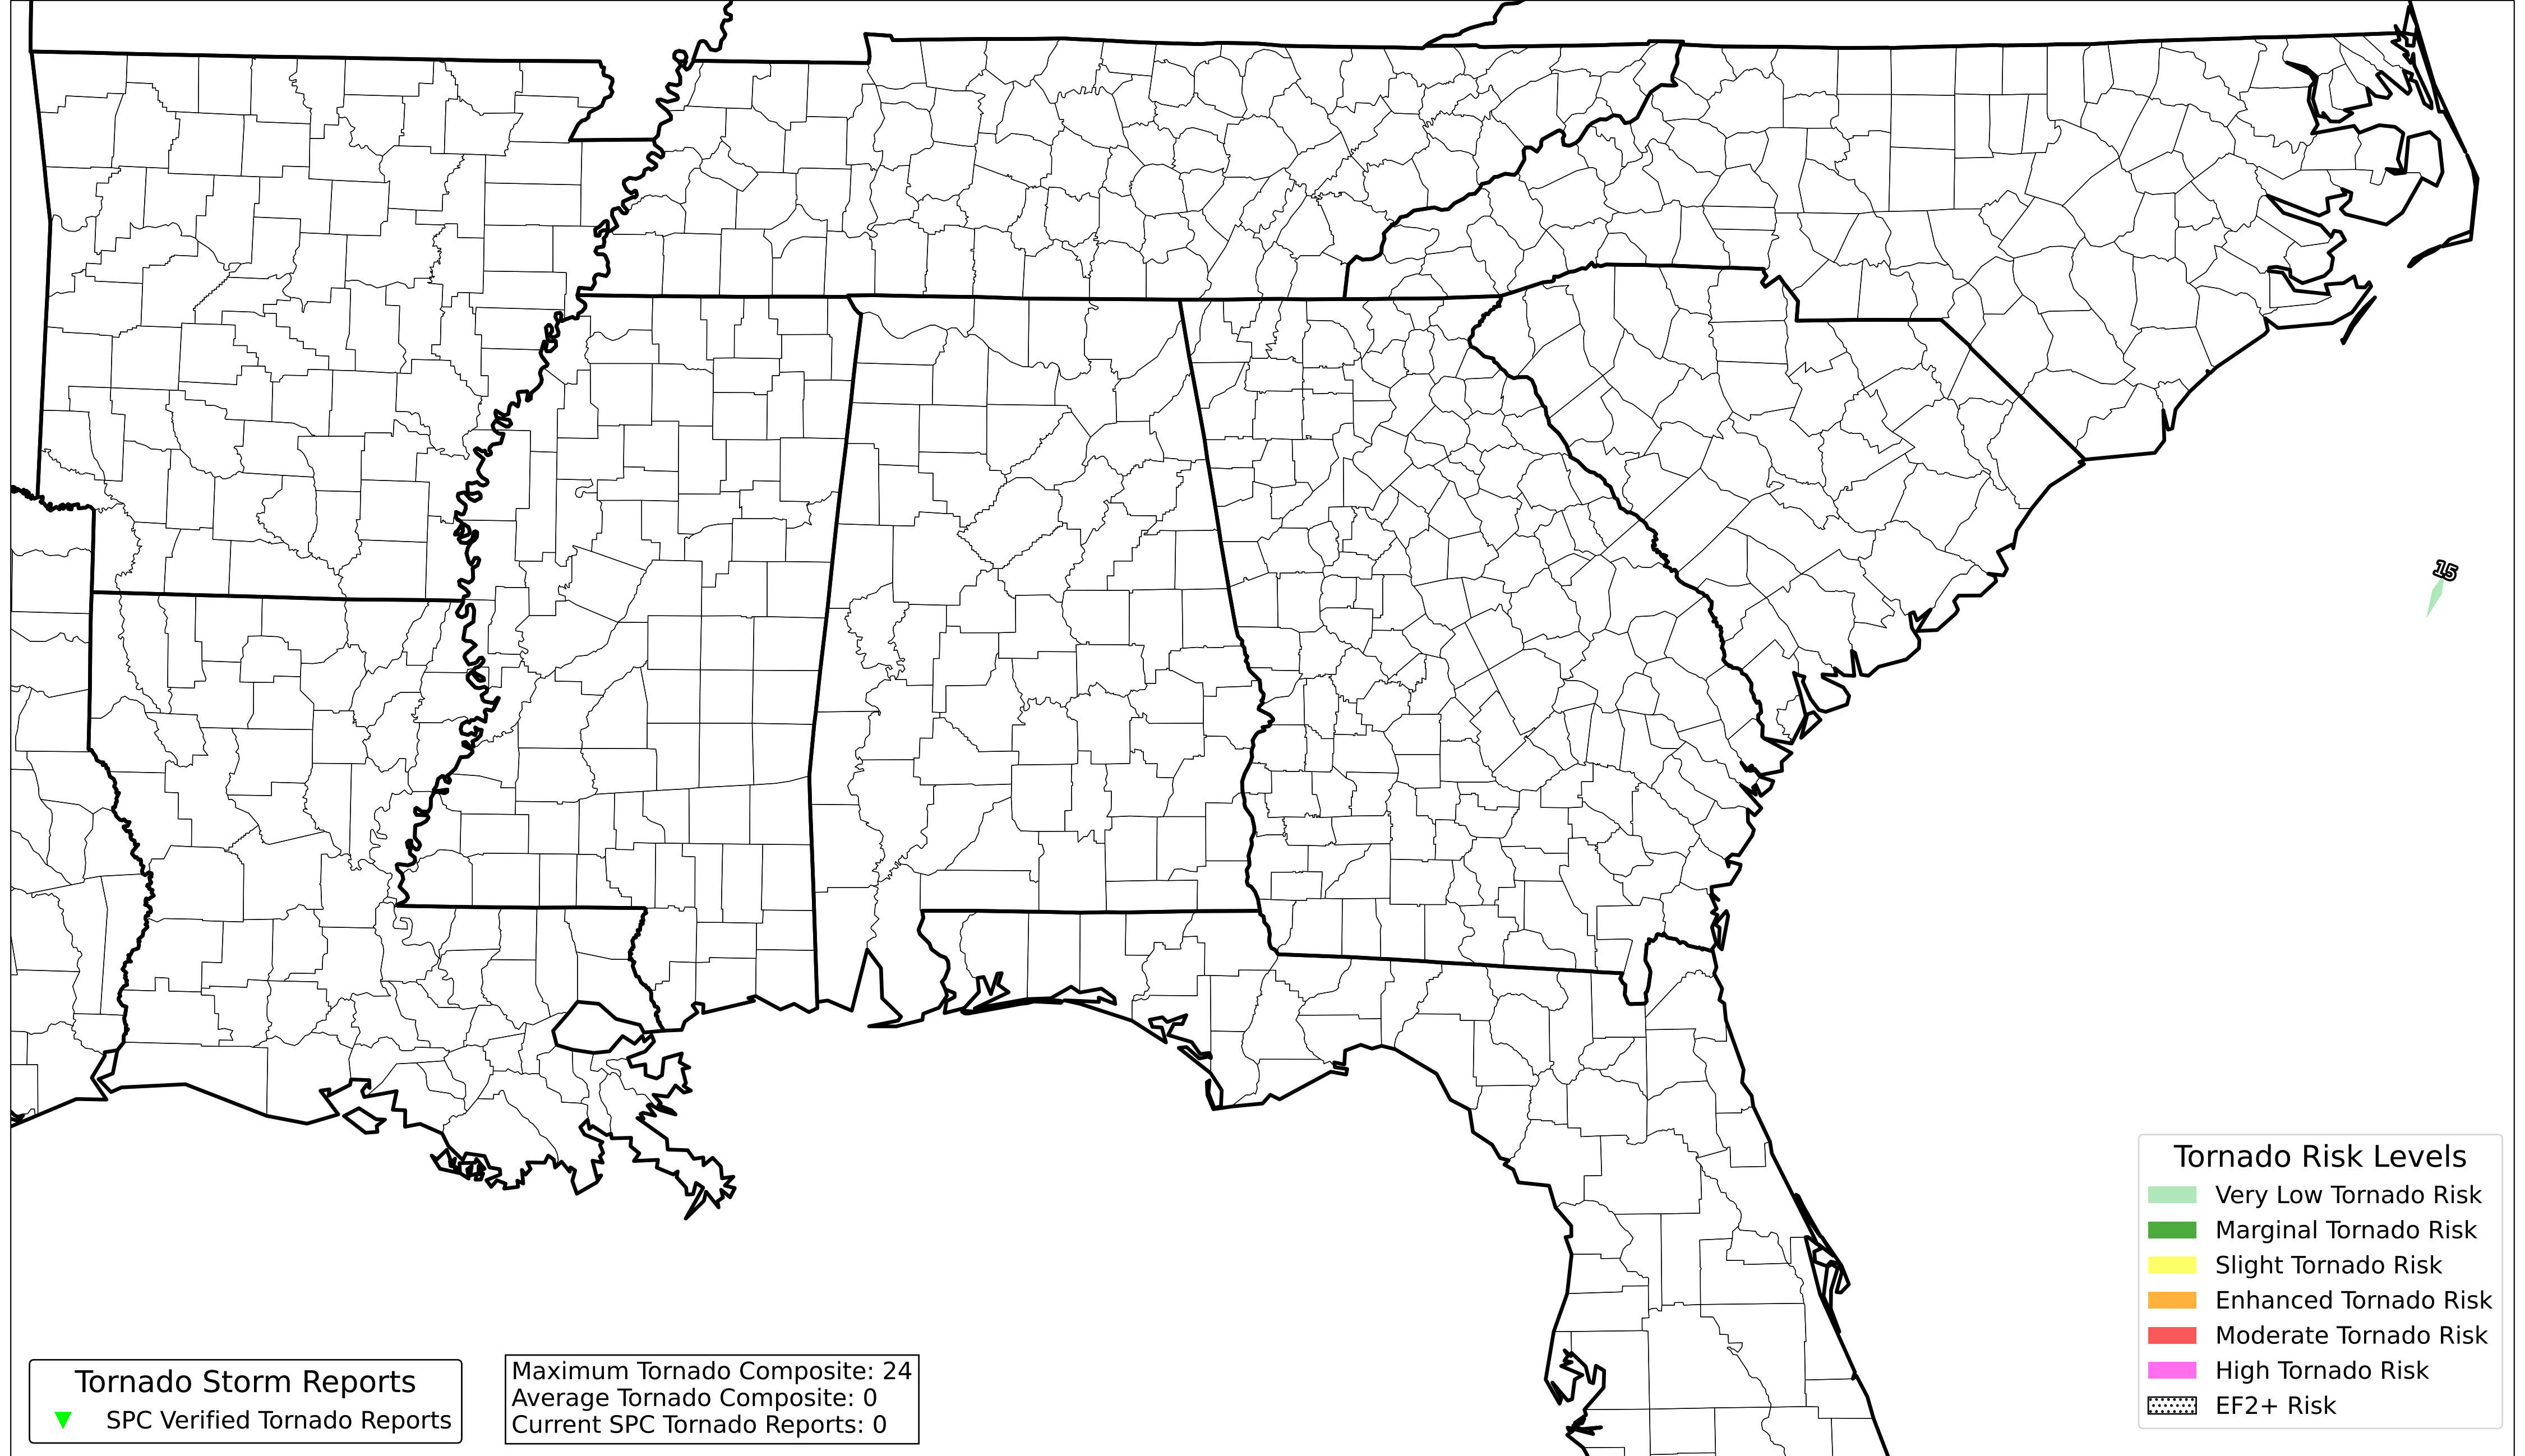 15
Tornado Risk Levels
Very Low Tornado Risk
Marginal Tornado Risk
Slight Tornado Risk
Enhanced Tornado Risk
Moderate Tornado Risk
High Tornado Risk
EF2+ Risk
Tornado Storm Reports
SPC Verified Tornado Reports
Maximum Tornado Composite: 24
Average Tornado Composite: 0
Current SPC Tornado Reports: 0